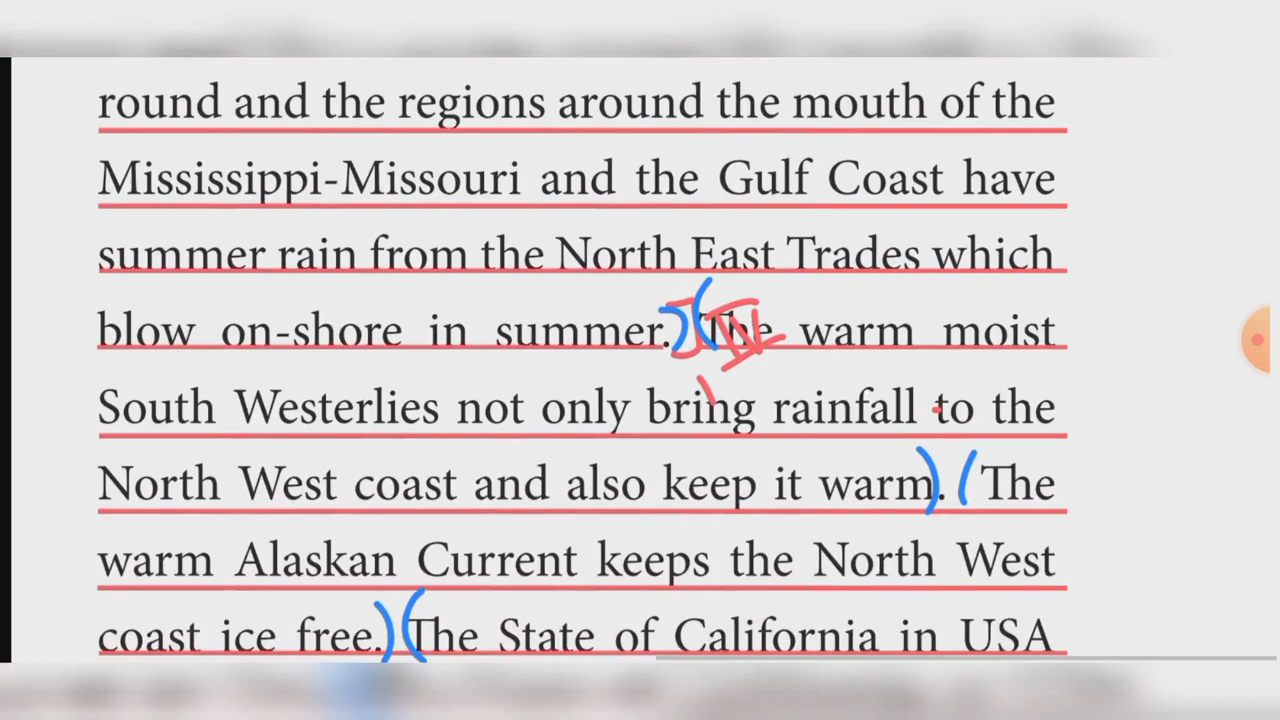 round and the regions around the mouth of the
Mississippi-Missouri and the Gulf Coast have
summer rain from the North East Trades which
blow on-shore in summer. The warm moist
South Westerlies not only bring rainfall to the
North West coast and also keep it warm. The
warm Alaskan Current keeps the North West
coast ice free. The State of California in USA